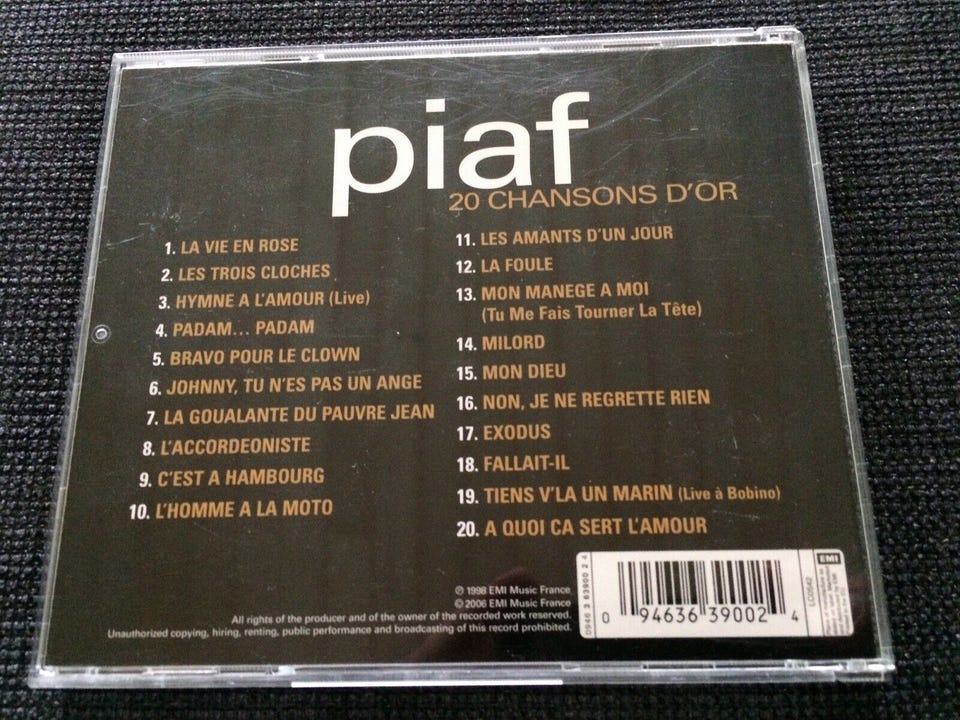 piaf
20 CHANSONS D'OR
1. LA VIE EN ROSE
2. LES TROIS CLOCHES
3. HYMNE A L'AMOUR (Live)
4. PADAM... PADAM
5. BRAVO POUR LE CLOWN
6. JOHNNY, TU N'ES PAS UN ANGE
7. LA GOUALANTE DU PAUVRE JEAN
8. L'ACCORDEONISTE
9. C'EST A HAMBOURG
10. L'HOMME A LA MOTO
11. LES AMANTS D'UN JOUR
12. LA FOULE
13. MON MANEGE A MOI
(Tu Me Fais Tourner La Tête)
14. MILORD
15. MON DIEU
16. NON, JE NE REGRETTE RIEN
17. EXODUS
18. FALLAIT-IL
19. TIENS V'LA UN MARIN (Live à Bobino)
20. A QUOI CA SERT L'AMOUR
℗ 1998 EMI Music France
© 2006 EMI Music France
All rights of the producer and of the owner of the recorded work reserved.
Unauthorized copying, hiring, renting, public performance and broadcasting of this record prohibited.
0946 3 63900 2 4
0 94636 39002 4
LC0542
EMI